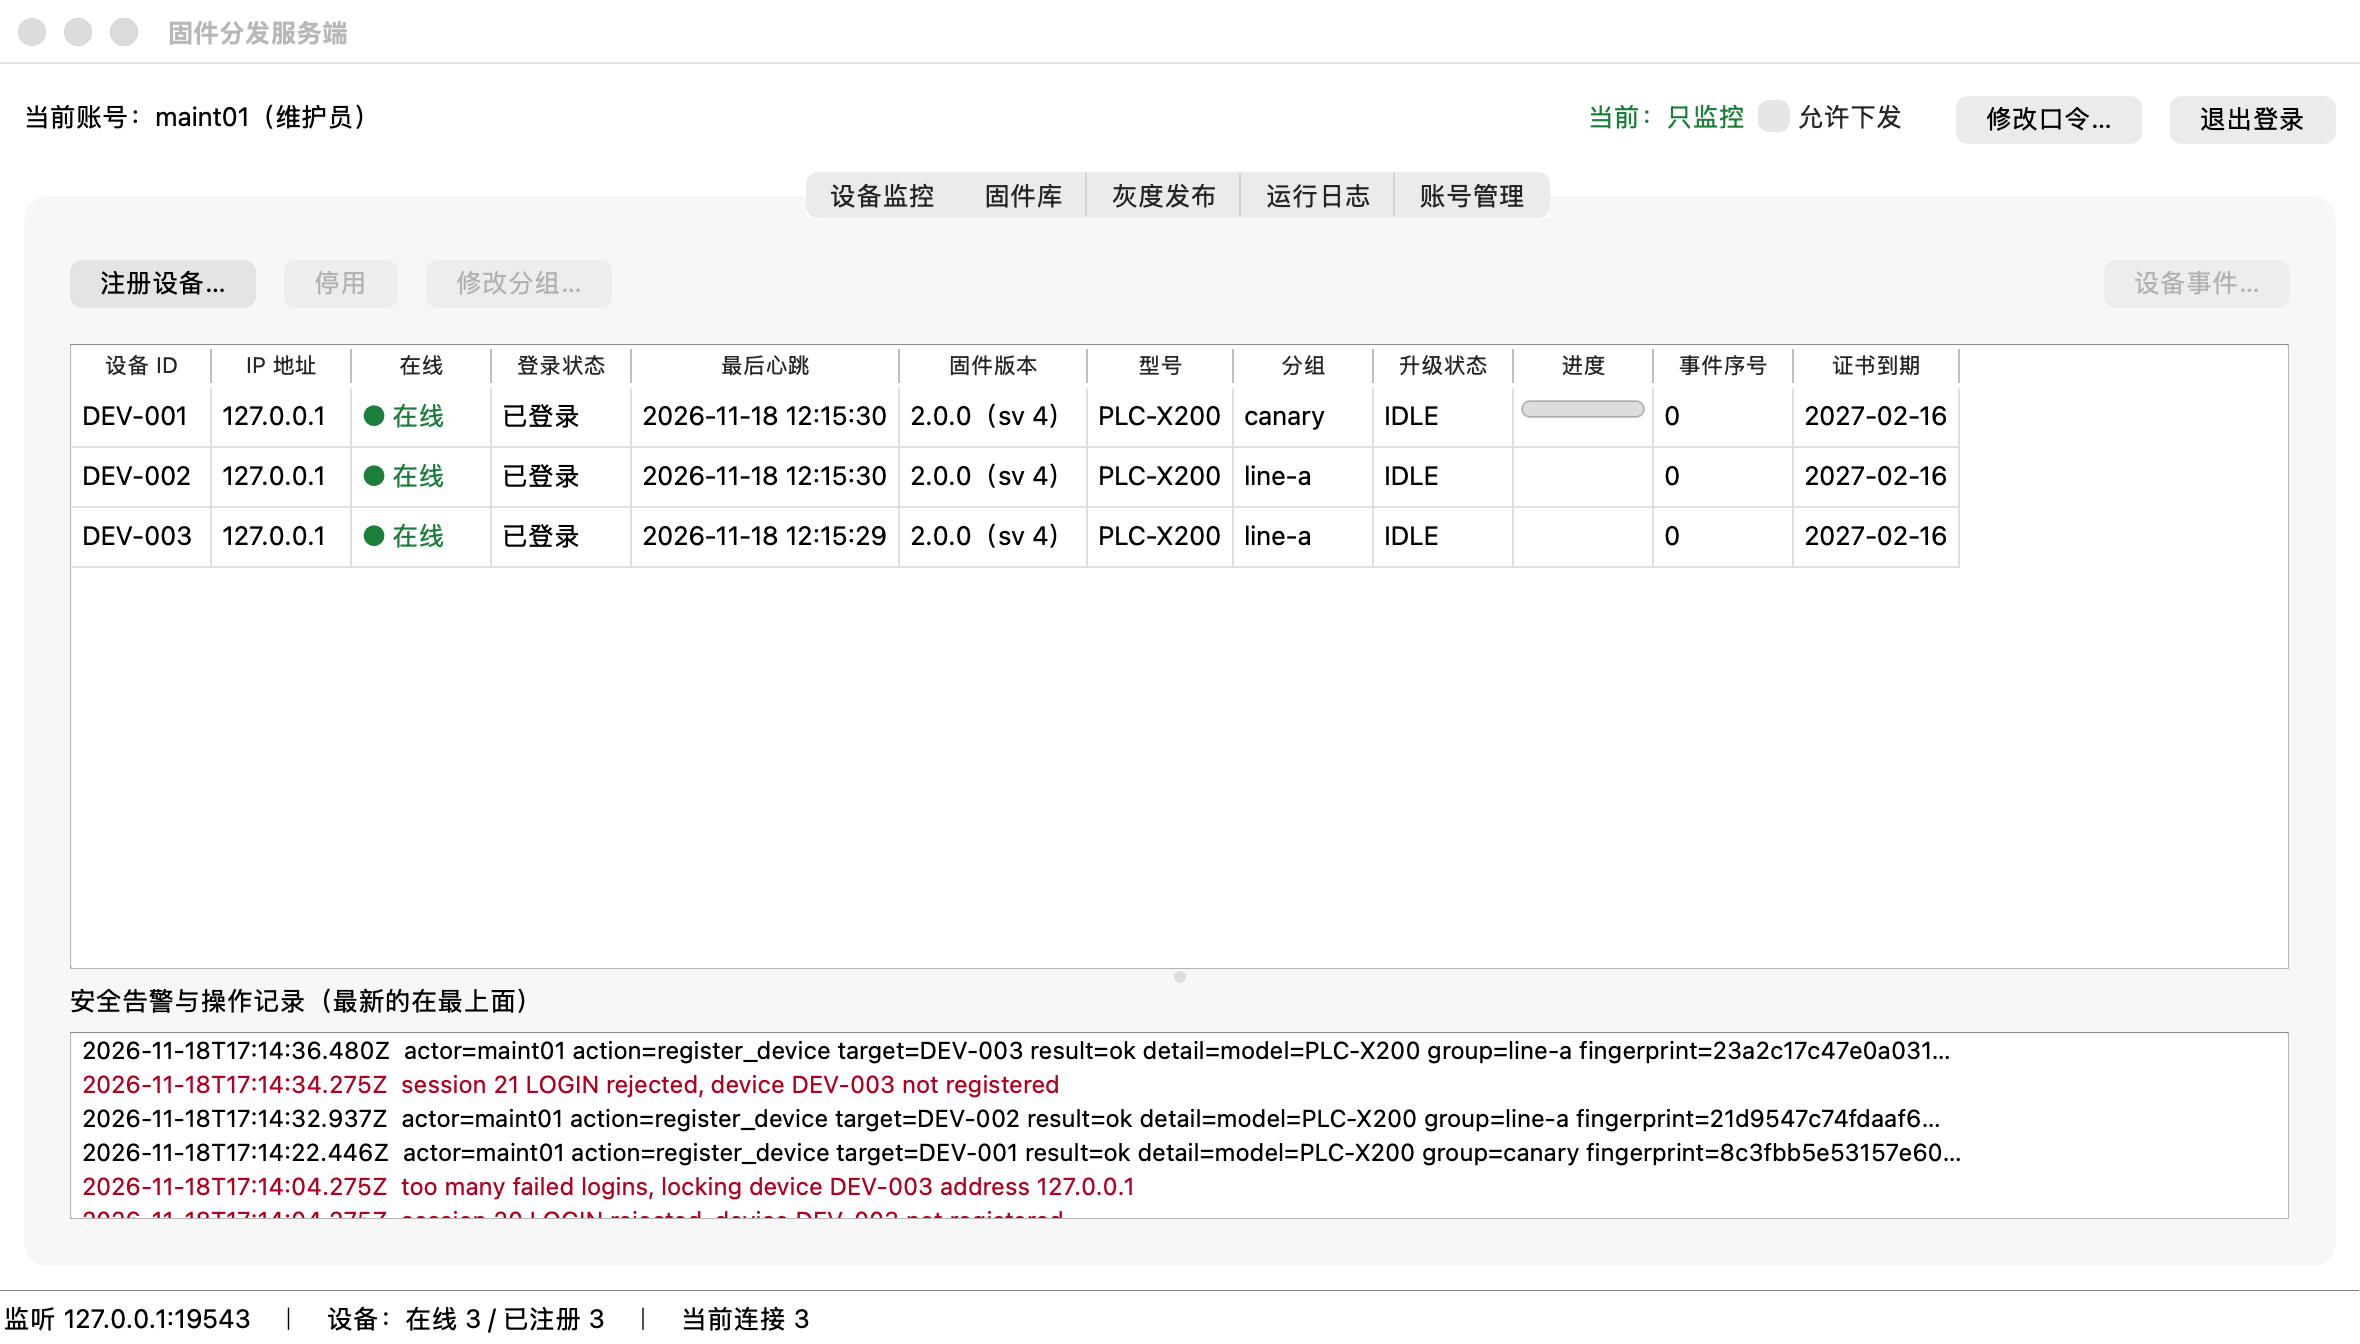 固件分发服务端
当前账号：maint01（维护员）
当前：只监控 允许下发 修改口令... 退出登录
设备监控 固件库 灰度发布 运行日志 账号管理
注册设备... 停用 修改分组... 设备事件...
设备 ID IP 地址 在线 登录状态 最后心跳 固件版本 型号 分组 升级状态 进度 事件序号 证书到期
DEV-001 127.0.0.1 在线 已登录 2026-11-18 12:15:30 2.0.0（sv 4） PLC-X200 canary IDLE 0 2027-02-16
DEV-002 127.0.0.1 在线 已登录 2026-11-18 12:15:30 2.0.0（sv 4） PLC-X200 line-a IDLE 0 2027-02-16
DEV-003 127.0.0.1 在线 已登录 2026-11-18 12:15:29 2.0.0（sv 4） PLC-X200 line-a IDLE 0 2027-02-16
安全告警与操作记录（最新的在最上面）
2026-11-18T17:14:36.480Z actor=maint01 action=register_device target=DEV-003 result=ok detail=model=PLC-X200 group=line-a fingerprint=23a2c17c47e0a031...
2026-11-18T17:14:34.275Z session 21 LOGIN rejected, device DEV-003 not registered
2026-11-18T17:14:32.937Z actor=maint01 action=register_device target=DEV-002 result=ok detail=model=PLC-X200 group=line-a fingerprint=21d9547c74fdaaf6...
2026-11-18T17:14:22.446Z actor=maint01 action=register_device target=DEV-001 result=ok detail=model=PLC-X200 group=canary fingerprint=8c3fbb5e53157e60...
2026-11-18T17:14:04.275Z too many failed logins, locking device DEV-003 address 127.0.0.1
2026-11-18T17:14:04.275Z session 20 LOGIN rejected, device DEV-003 not registered
监听 127.0.0.1:19543 | 设备：在线 3 / 已注册 3 | 当前连接 3